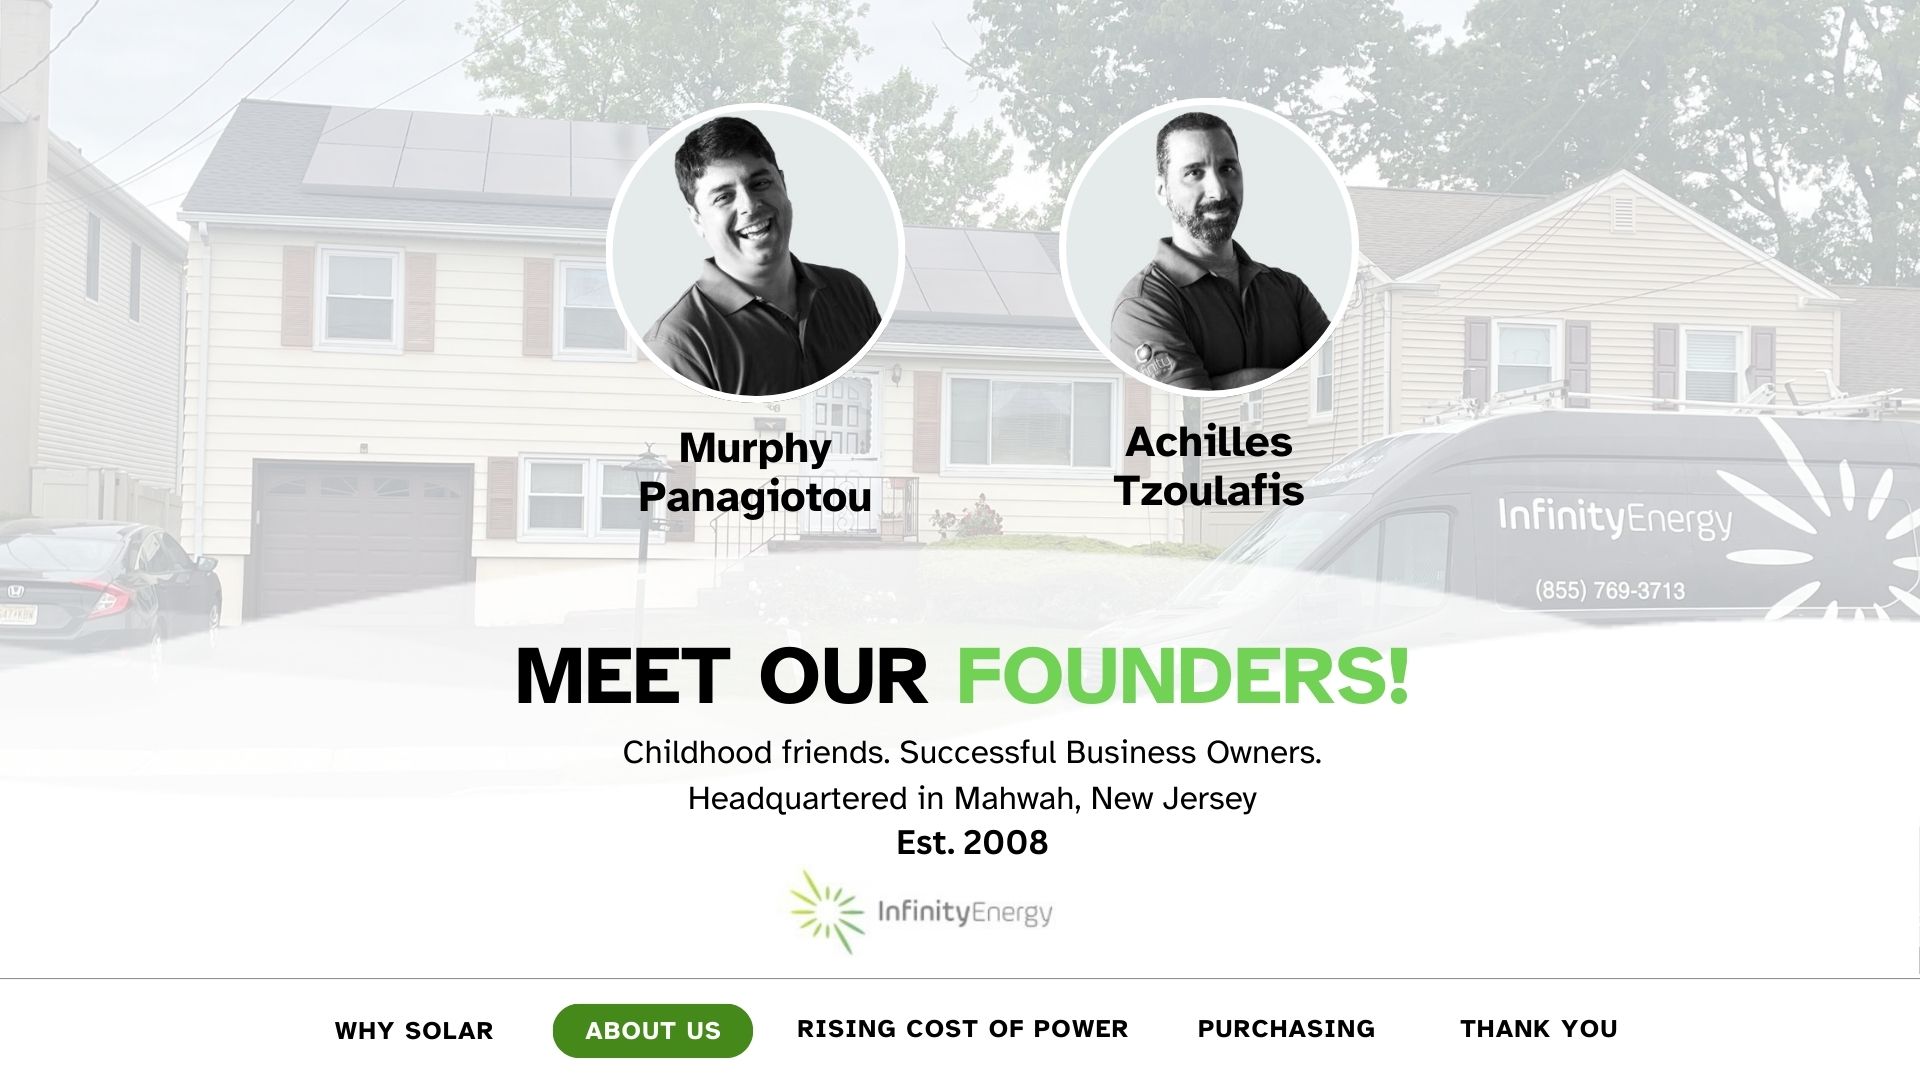 Murphy
Panagiotou
Achilles
Tzoulafis
InfinityEnergy
(855) 769-3713
MEET OUR FOUNDERS!
Childhood friends. Successful Business Owners.
Headquartered in Mahwah, New Jersey
Est. 2008
InfinityEnergy
WHY SOLAR
ABOUT US
RISING COST OF POWER
PURCHASING
THANK YOU